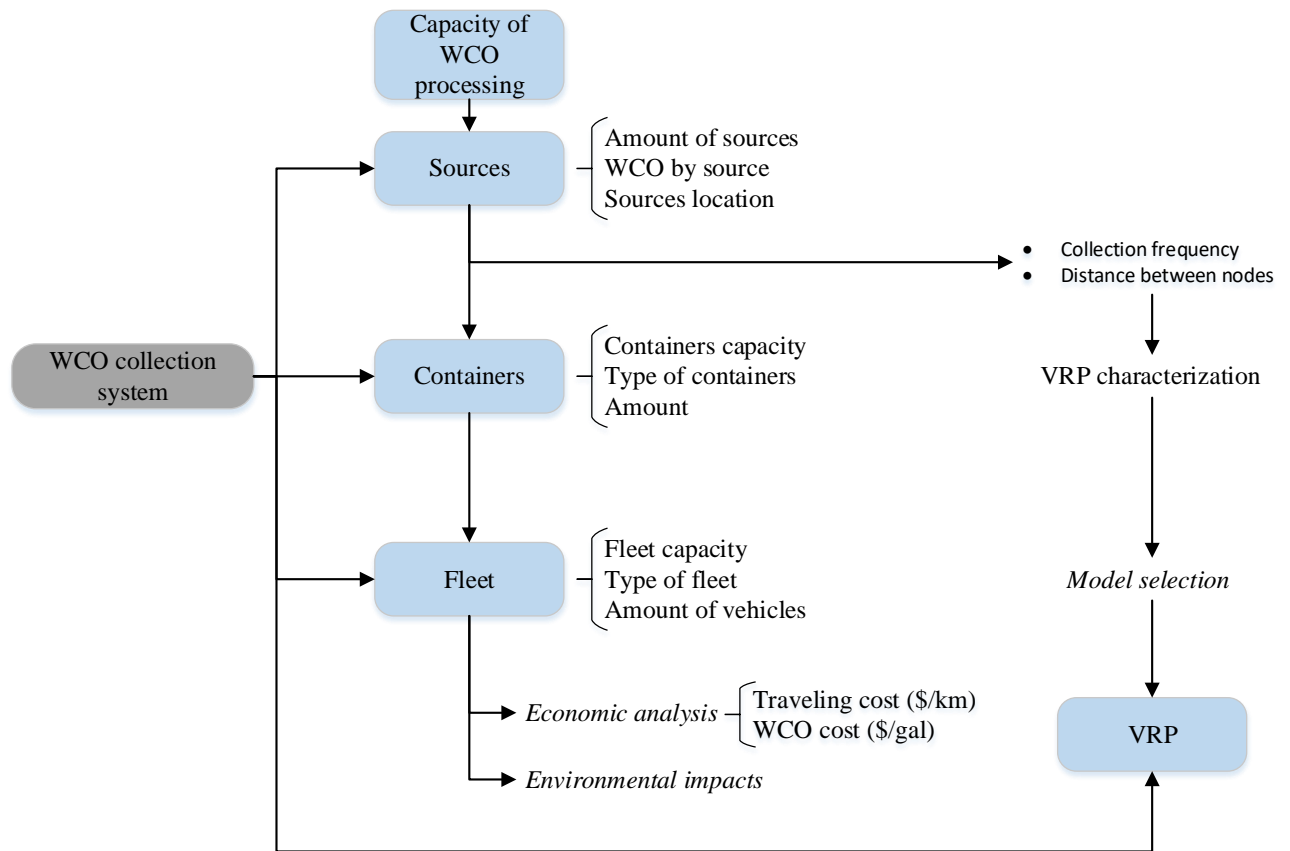 Capacity of
WCO
processing
Sources
Amount of sources
WCO by source
Sources location
• Collection frequency
• Distance between nodes
WCO collection
system
Containers
Containers capacity
Type of containers
Amount
VRP characterization
Fleet
Fleet capacity
Type of fleet
Amount of vehicles
Model selection
Economic analysis
Traveling cost ($/km)
WCO cost ($/gal)
VRP
Environmental impacts